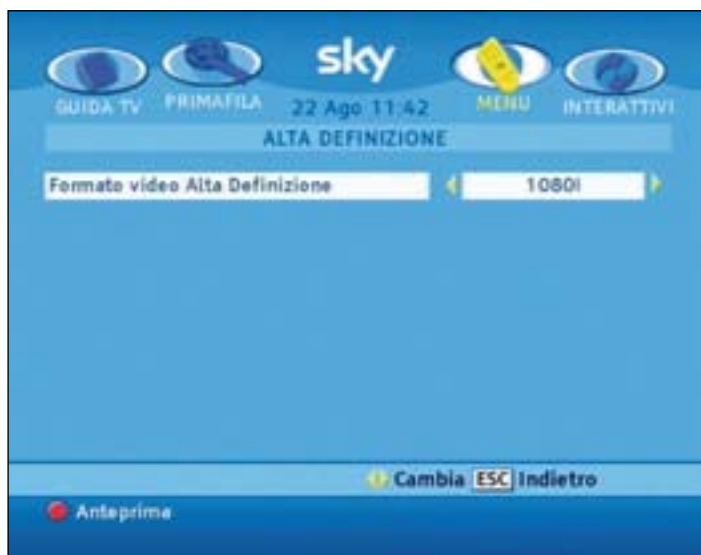 sky
GUIDA TV PRIMAFILA 22 Ago 11:42 MENU INTERATTIVI
ALTA DEFINIZIONE
Formato video Alta Definizione 1080I
Cambia ESC Indietro
Anteprima